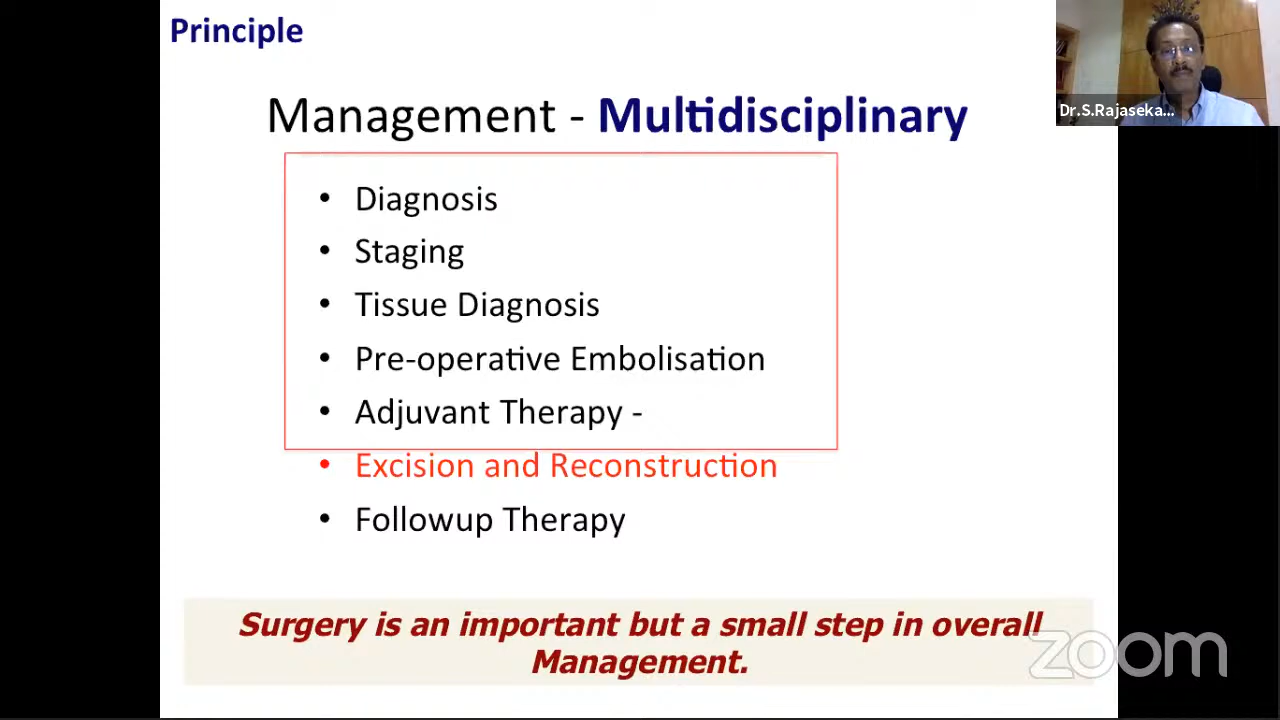 Principle
Management - Multidisciplinary
• Diagnosis
• Staging
• Tissue Diagnosis
• Pre-operative Embolisation
• Adjuvant Therapy -
• Excision and Reconstruction
• Followup Therapy
Surgery is an important but a small step in overall
Management.
Dr.S.Rajaseka...
zoom